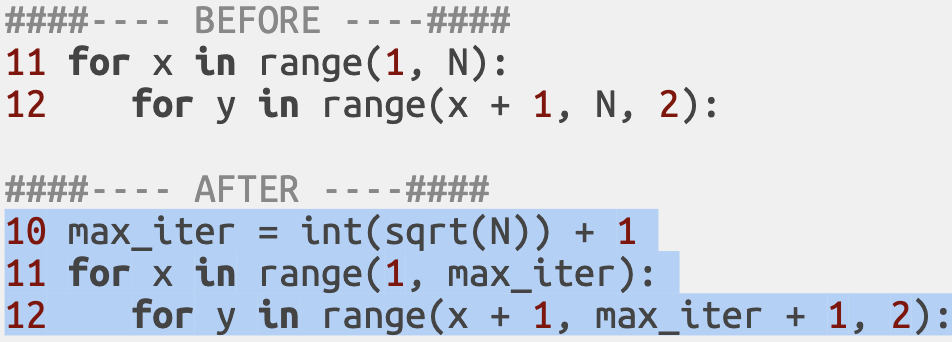 ####---- BEFORE ----####
11 for x in range(1, N):
12    for y in range(x + 1, N, 2):
####---- AFTER ----####
10 max_iter = int(sqrt(N)) + 1
11 for x in range(1, max_iter):
12    for y in range(x + 1, max_iter + 1, 2):